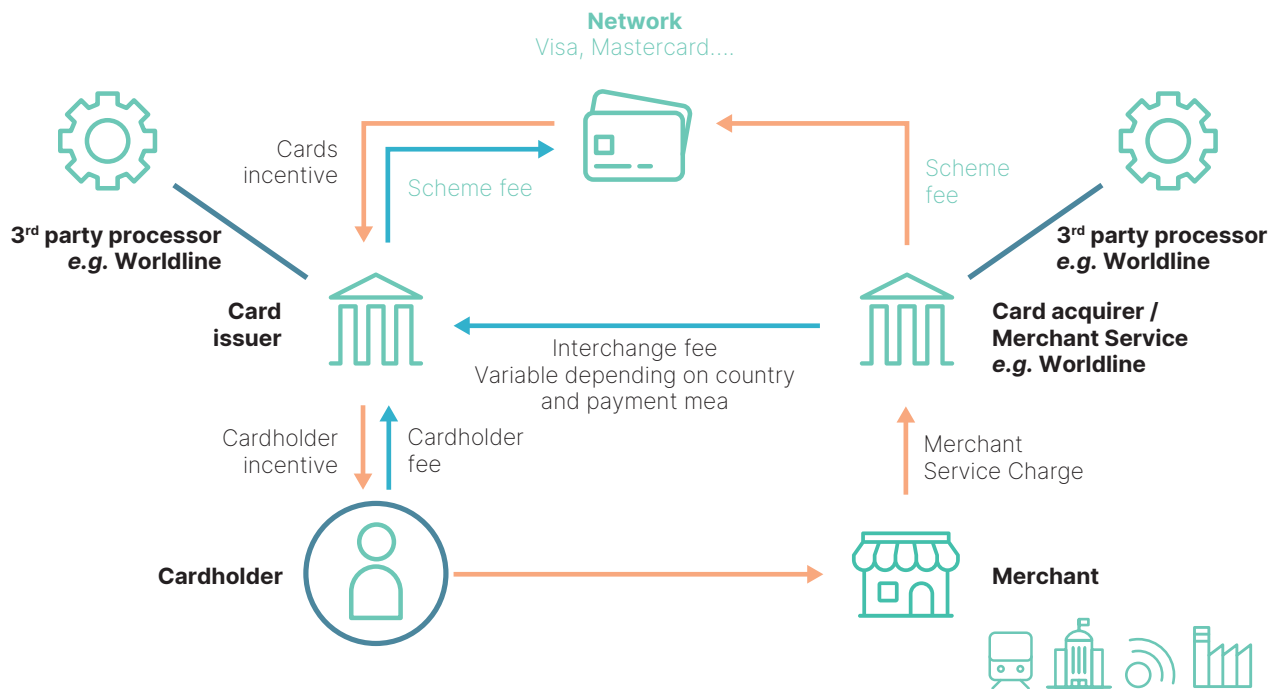 Network
Visa, Mastercard....
Cards
incentive
Scheme fee
Scheme
fee
3rd party processor
e.g. Worldline
3rd party processor
e.g. Worldline
Card
issuer
Card acquirer /
Merchant Service
e.g. Worldline
Interchange fee
Variable depending on country
and payment mea
Cardholder
incentive
Cardholder
fee
Merchant
Service Charge
Cardholder
Merchant